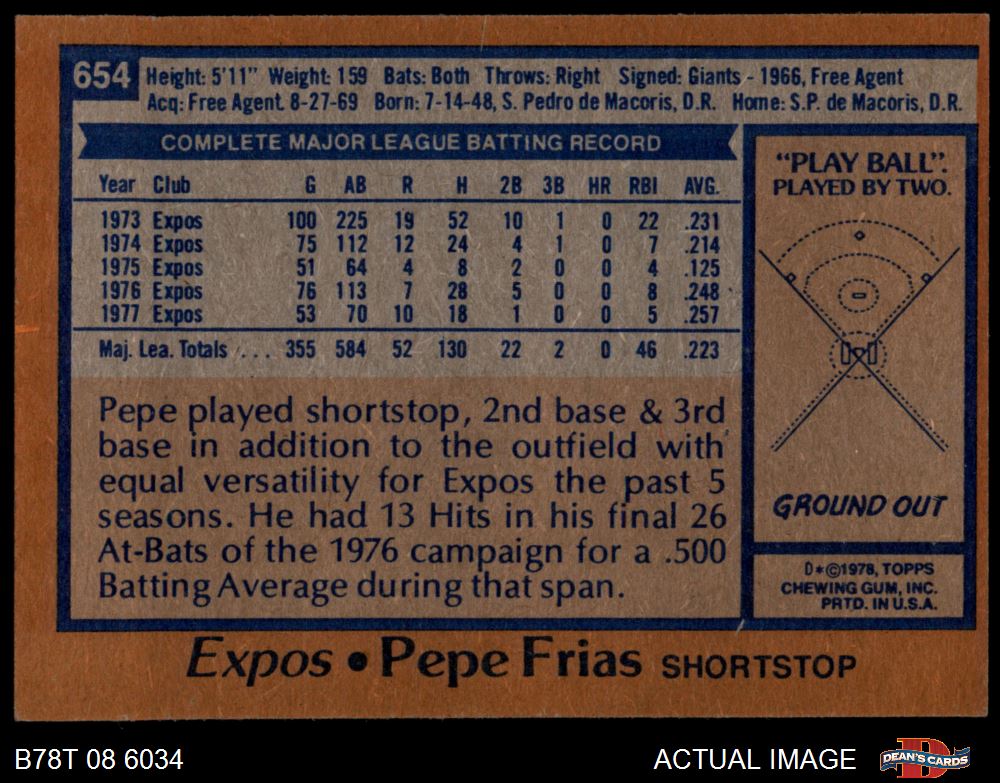 654
Height: 5'11" Weight: 159 Bats: Both Throws: Right Signed: Giants - 1966, Free Agent
Acq: Free Agent 8-27-69 Born: 7-14-48, S. Pedro de Macoris, D.R. Home: S.P. de Macoris, D.R.
COMPLETE MAJOR LEAGUE BATTING RECORD
Year Club G AB R H 2B 3B HR RBI AVG.
1973 Expos 100 225 19 52 10 1 0 22 .231
1974 Expos 75 112 12 24 4 1 0 7 .214
1975 Expos 51 64 4 8 2 0 0 4 .125
1976 Expos 76 113 7 28 5 0 0 8 .248
1977 Expos 53 70 10 18 1 0 0 5 .257
Maj. Lea. Totals . . . . 355 584 52 130 22 2 0 46 .223
Pepe played shortstop, 2nd base & 3rd
base in addition to the outfield with
equal versatility for Expos the past 5
seasons. He had 13 Hits in his final 26
At-Bats of the 1976 campaign for a .500
Batting Average during that span.
"PLAY BALL".
PLAYED BY TWO.
GROUND OUT
D*©1978, TOPPS
CHEWING GUM, INC.
PRTD. IN U.S.A.
Expos • Pepe Frias SHORTSTOP
B78T 08 6034
ACTUAL IMAGE
DEAN'S CARDS